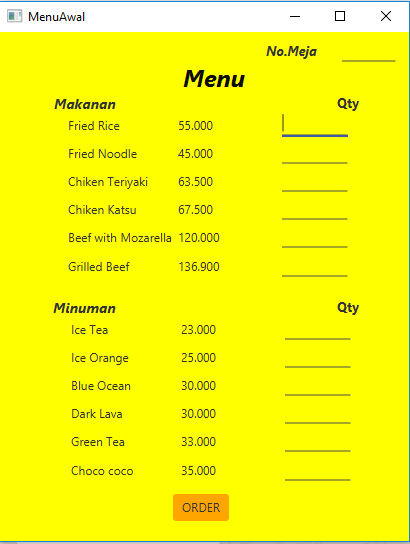 MenuAwal
No.Meja
Menu
Makanan Qty
Fried Rice 55.000
Fried Noodle 45.000
Chiken Teriyaki 63.500
Chiken Katsu 67.500
Beef with Mozarella 120.000
Grilled Beef 136.900
Minuman Qty
Ice Tea 23.000
Ice Orange 25.000
Blue Ocean 30.000
Dark Lava 30.000
Green Tea 33.000
Choco coco 35.000
ORDER